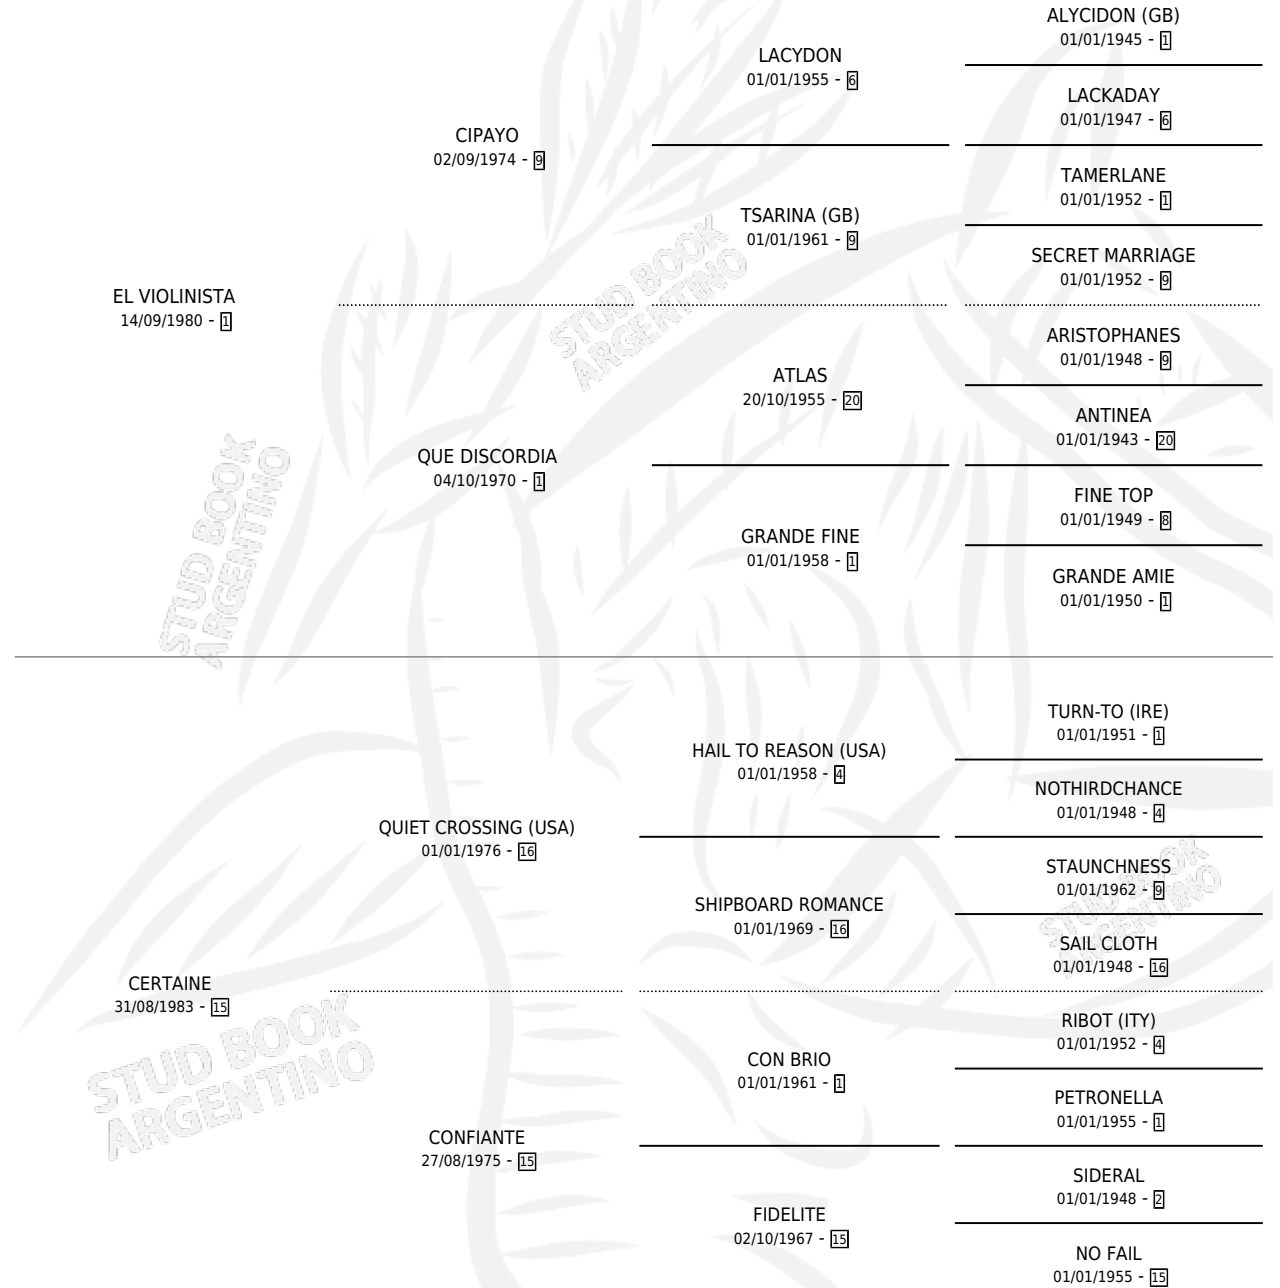 EL VIOLINISTA
14/09/1980 - 1
CIPAYO
02/09/1974 - 9
LACYDON
01/01/1955 - 6
ALYCIDON (GB)
01/01/1945 - 1
LACKADAY
01/01/1947 - 6
TSARINA (GB)
01/01/1961 - 9
TAMERLANE
01/01/1952 - 1
SECRET MARRIAGE
01/01/1952 - 9
QUE DISCORDIA
04/10/1970 - 1
ATLAS
20/10/1955 - 20
ARISTOPHANES
01/01/1948 - 9
ANTINEA
01/01/1943 - 20
GRANDE FINE
01/01/1958 - 1
FINE TOP
01/01/1949 - 8
GRANDE AMIE
01/01/1950 - 1
CERTAINE
31/08/1983 - 15
QUIET CROSSING (USA)
01/01/1976 - 16
HAIL TO REASON (USA)
01/01/1958 - 4
TURN-TO (IRE)
01/01/1951 - 1
NOTHIRDCHANCE
01/01/1948 - 4
SHIPBOARD ROMANCE
01/01/1969 - 16
STAUNCHNESS
01/01/1962 - 9
SAIL CLOTH
01/01/1948 - 16
CONFIANTE
27/08/1975 - 15
CON BRIO
01/01/1961 - 1
RIBOT (ITY)
01/01/1952 - 4
PETRONELLA
01/01/1955 - 1
FIDELITE
02/10/1967 - 15
SIDERAL
01/01/1948 - 2
NO FAIL
01/01/1955 - 15
STUD BOOK
ARGENTINO
STUD BOOK
ARGENTINO
STUD BOOK
ARGENTINO
STUD BOOK
ARGENTINO